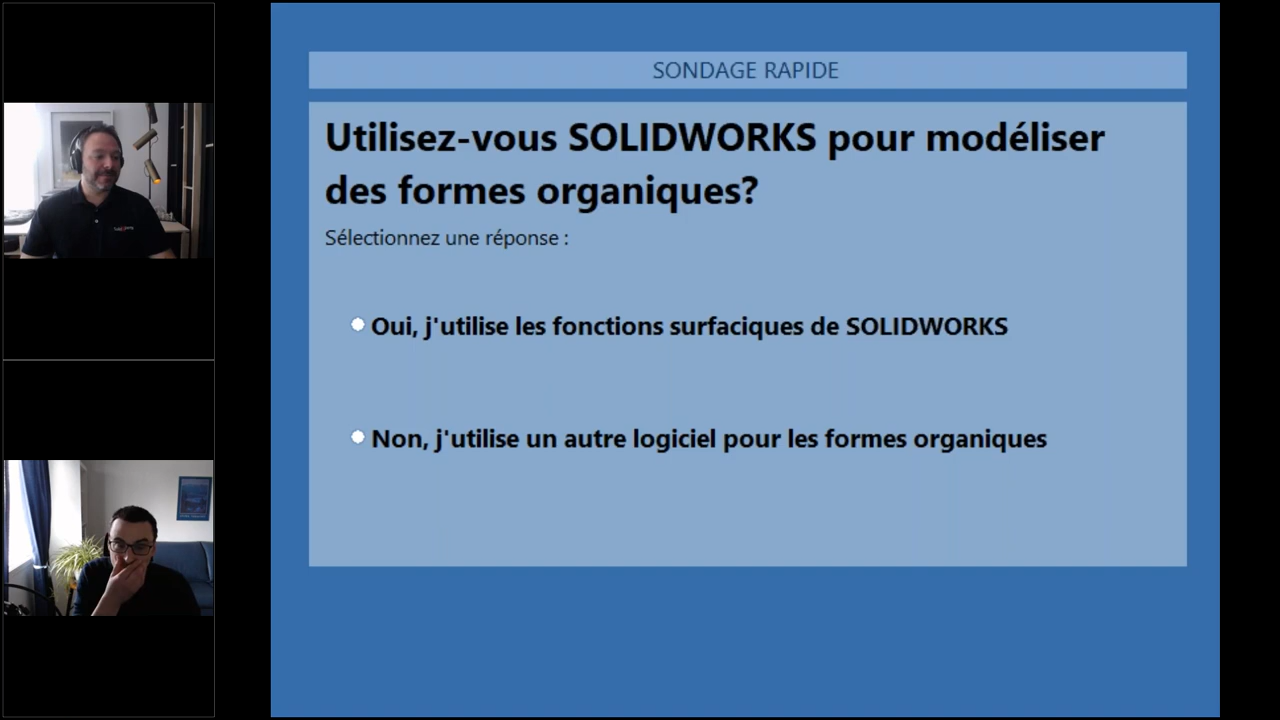 SONDAGE RAPIDE
Utilisez-vous SOLIDWORKS pour modéliser
des formes organiques?
Sélectionnez une réponse :
Oui, j'utilise les fonctions surfaciques de SOLIDWORKS
Non, j'utilise un autre logiciel pour les formes organiques